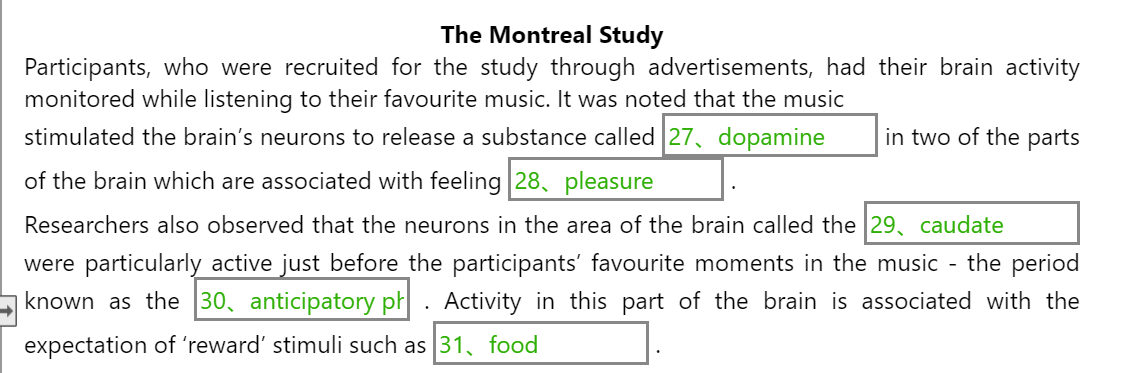 The Montreal Study
Participants, who were recruited for the study through advertisements, had their brain activity
monitored while listening to their favourite music. It was noted that the music
stimulated the brain’s neurons to release a substance called 27、dopamine in two of the parts
of the brain which are associated with feeling 28、pleasure .
Researchers also observed that the neurons in the area of the brain called the 29、caudate
were particularly active just before the participants’ favourite moments in the music - the period
known as the 30、anticipatory ph . Activity in this part of the brain is associated with the
expectation of ‘reward’ stimuli such as 31、food .